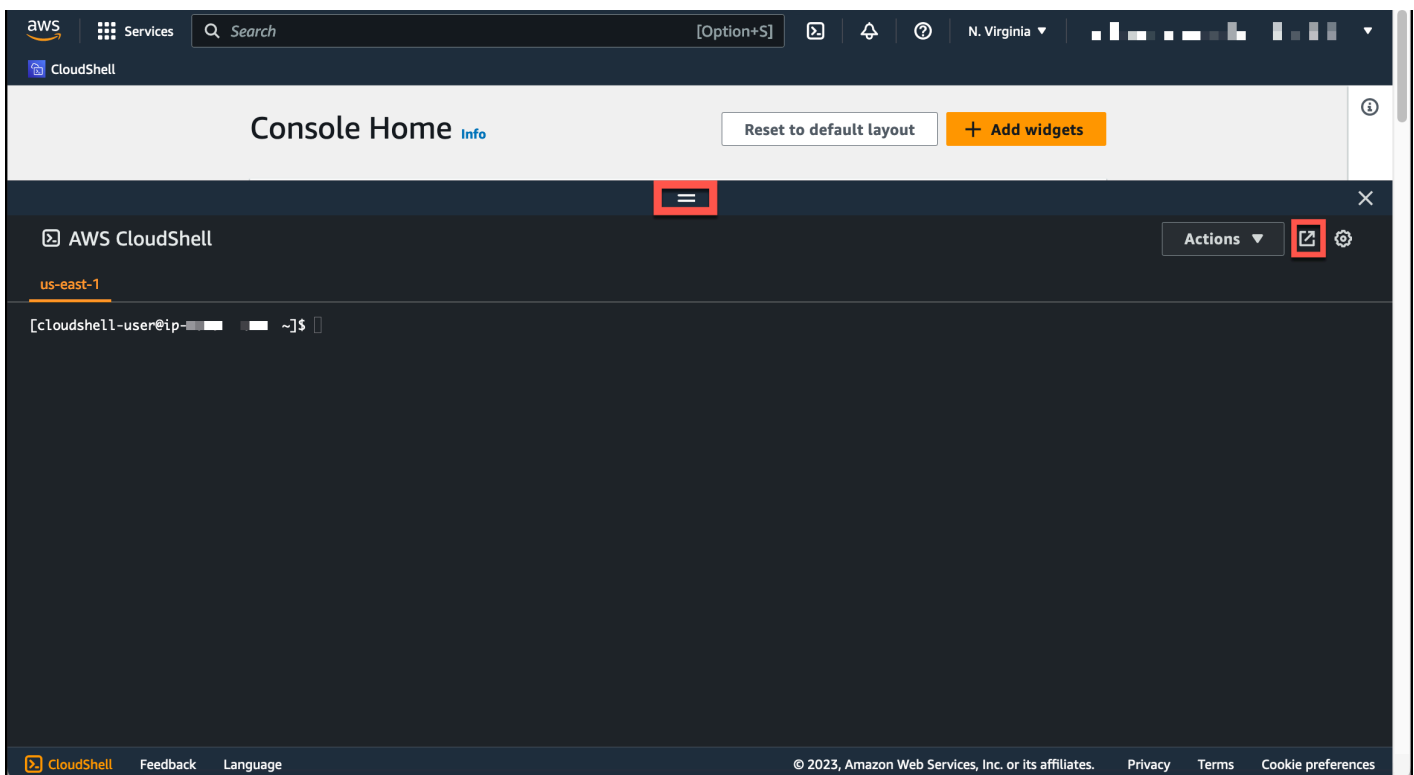 aws Services Search [Option+S] N. Virginia
CloudShell
Console Home Info Reset to default layout + Add widgets
AWS CloudShell Actions
us-east-1
[cloudshell-user@ip- ~]$
CloudShell Feedback Language © 2023, Amazon Web Services, Inc. or its affiliates. Privacy Terms Cookie preferences